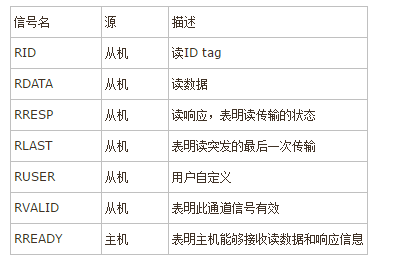 信号名 源 描述
RID 从机 读ID tag
RDATA 从机 读数据
RRESP 从机 读响应，表明读传输的状态
RLAST 从机 表明读突发的最后一次传输
RUSER 从机 用户自定义
RVALID 从机 表明此通道信号有效
RREADY 主机 表明主机能够接收读数据和响应信息